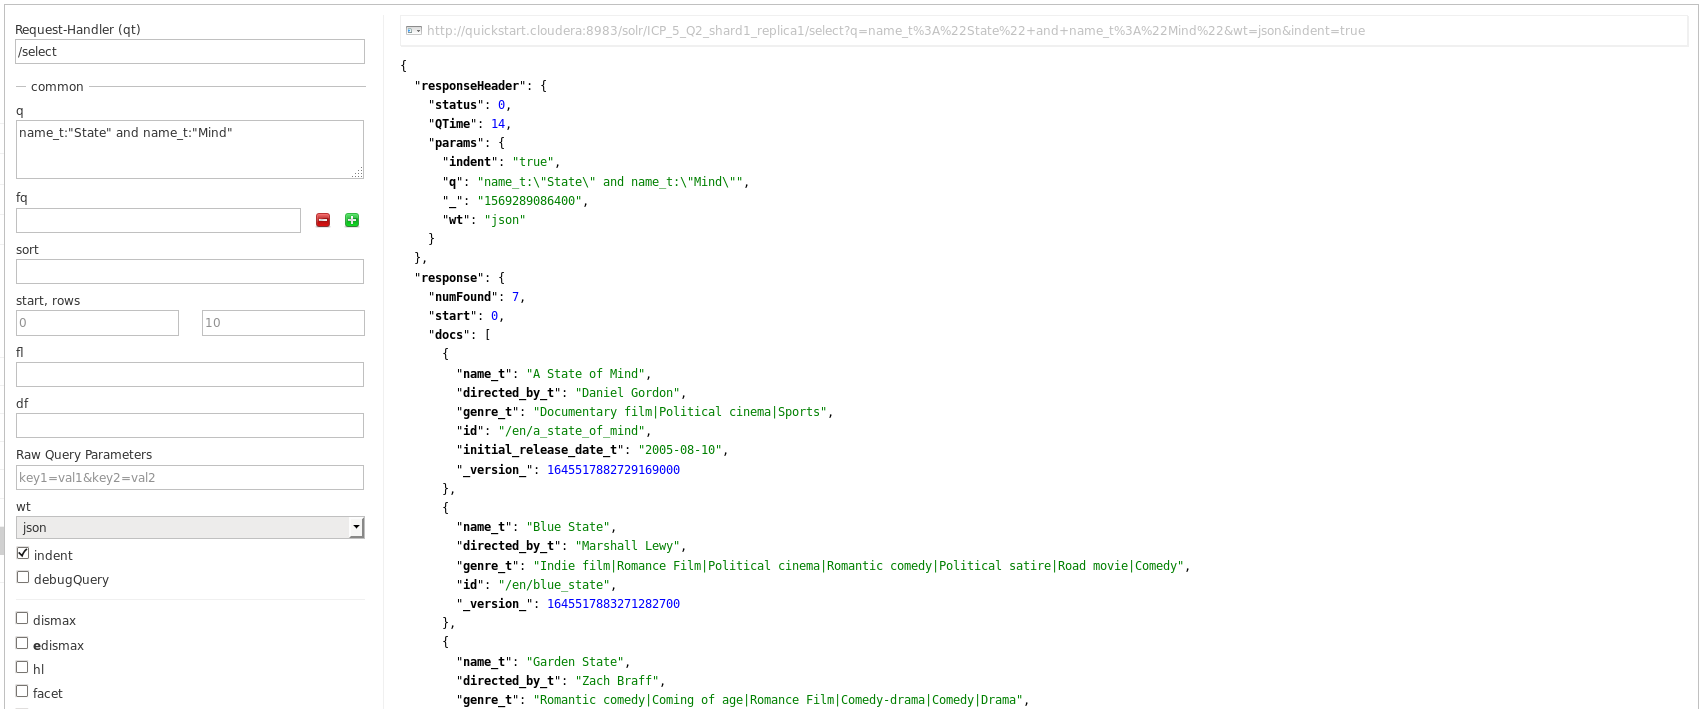 Request-Handler (qt)
/select
common
q
name_t:"State" and name_t:"Mind"
fq
sort
start, rows
0
10
fl
df
Raw Query Parameters
key1=val1&key2=val2
wt
json
indent
debugQuery
dismax
edismax
hl
facet
http://quickstart.cloudera:8983/solr/ICP_5_Q2_shard1_replica1/select?q=name_t%3A%22State%22+and+name_t%3A%22Mind%22&wt=json&indent=true
{
"responseHeader": {
"status": 0,
"QTime": 14,
"params": {
"indent": "true",
"q": "name_t:\"State\" and name_t:\"Mind\"",
"_": "1569289086400",
"wt": "json"
}
},
"response": {
"numFound": 7,
"start": 0,
"docs": [
{
"name_t": "A State of Mind",
"directed_by_t": "Daniel Gordon",
"genre_t": "Documentary film|Political cinema|Sports",
"id": "/en/a_state_of_mind",
"initial_release_date_t": "2005-08-10",
"_version_": 1645517882729169000
},
{
"name_t": "Blue State",
"directed_by_t": "Marshall Lewy",
"genre_t": "Indie film|Romance Film|Political cinema|Romantic comedy|Political satire|Road movie|Comedy",
"id": "/en/blue_state",
"_version_": 1645517883271282700
},
{
"name_t": "Garden State",
"directed_by_t": "Zach Braff",
"genre_t": "Romantic comedy|Coming of age|Romance Film|Comedy-drama|Comedy|Drama",